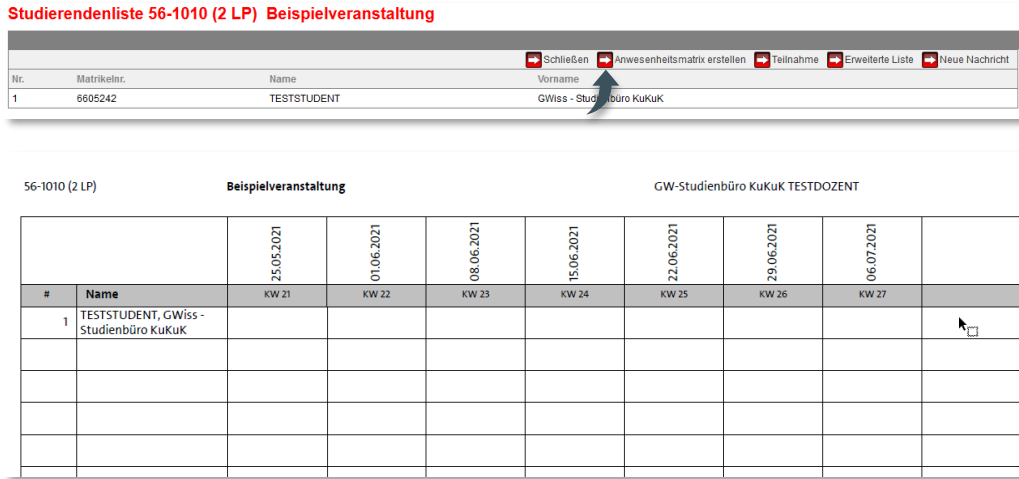 Studierendenliste 56-1010 (2 LP) Beispielveranstaltung
Schließen Anwesenheitsmatrix erstellen Teilnahme Erweiterte Liste Neue Nachricht
Nr. Matrikelnr. Name Vorname
1 6605242 TESTSTUDENT GWiss - Studienbüro KuKuK
56-1010 (2 LP) Beispielveranstaltung GW-Studienbüro KuKuK TESTDOZENT
25.05.2021 01.06.2021 08.06.2021 15.06.2021 22.06.2021 29.06.2021 06.07.2021
# Name KW 21 KW 22 KW 23 KW 24 KW 25 KW 26 KW 27
1 TESTSTUDENT, GWiss -
Studienbüro KuKuK